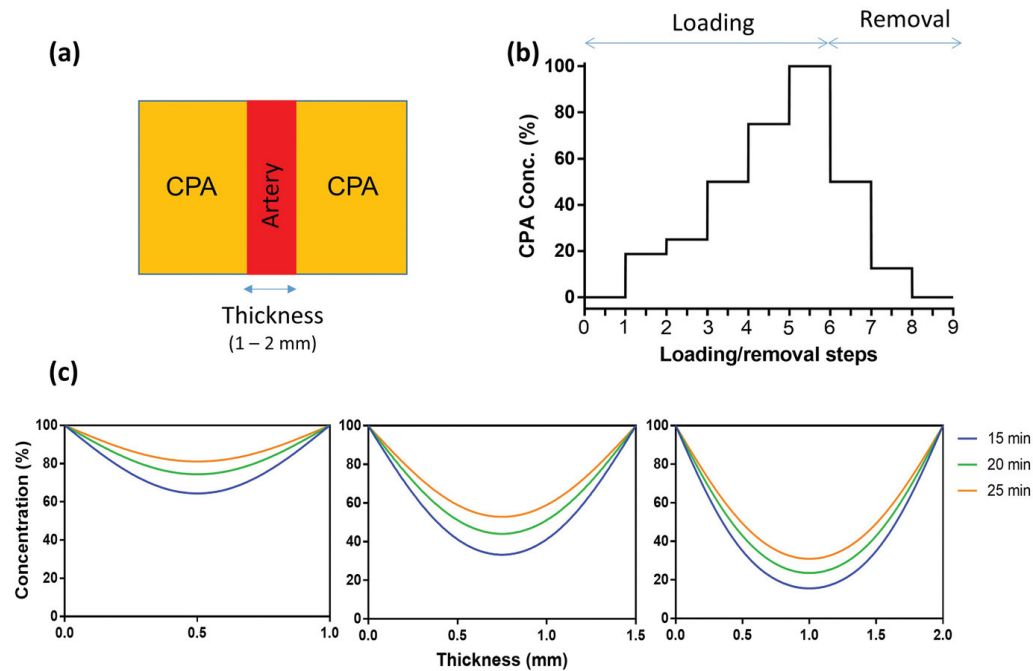 (a)
CPA
Artery
CPA
Thickness
(1 – 2 mm)
(b)
Loading
Removal
CPA Conc. (%)
100
80
60
40
20
0
0 1 2 3 4 5 6 7 8 9
Loading/removal steps
(c)
Concentration (%)
100
80
60
40
20
0
0.0 0.5 1.0
100
80
60
40
20
0
0.0 0.5 1.0 1.5
100
80
60
40
20
0
0.0 0.5 1.0 1.5 2.0
Thickness (mm)
15 min
20 min
25 min